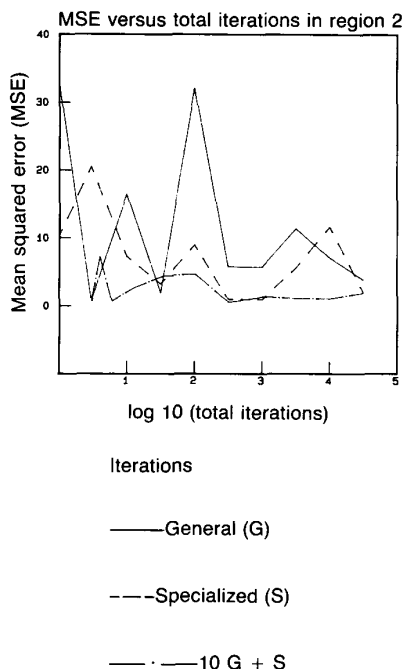 MSE versus total iterations in region 2
40
30
20
10
0
Mean squared error (MSE)
1 2 3 4 5
log 10 (total iterations)
Iterations
General (G)
Specialized (S)
10 G + S